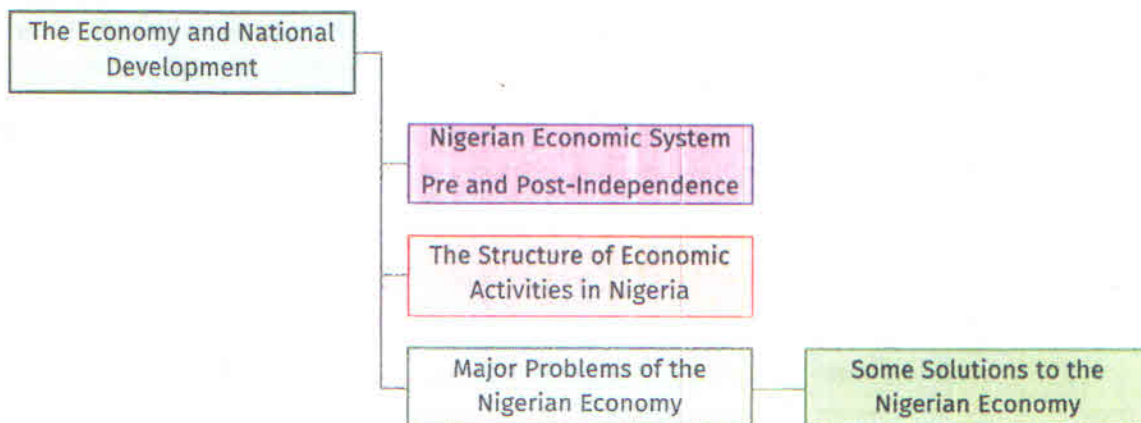 The Economy and National
Development
Nigerian Economic System
Pre and Post-Independence
The Structure of Economic
Activities in Nigeria
Major Problems of the
Nigerian Economy
Some Solutions to the
Nigerian Economy